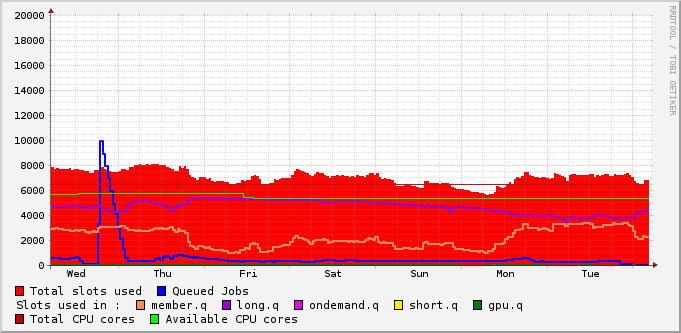 20000
18000
16000
14000
12000
10000
8000
6000
4000
2000
0
Wed Thu Fri Sat Sun Mon Tue
Total slots used Queued Jobs
Slots used in : member.q long.q ondemand.q short.q gpu.q
Total CPU cores Available CPU cores
RRDTOOL / TOBI OETIKER